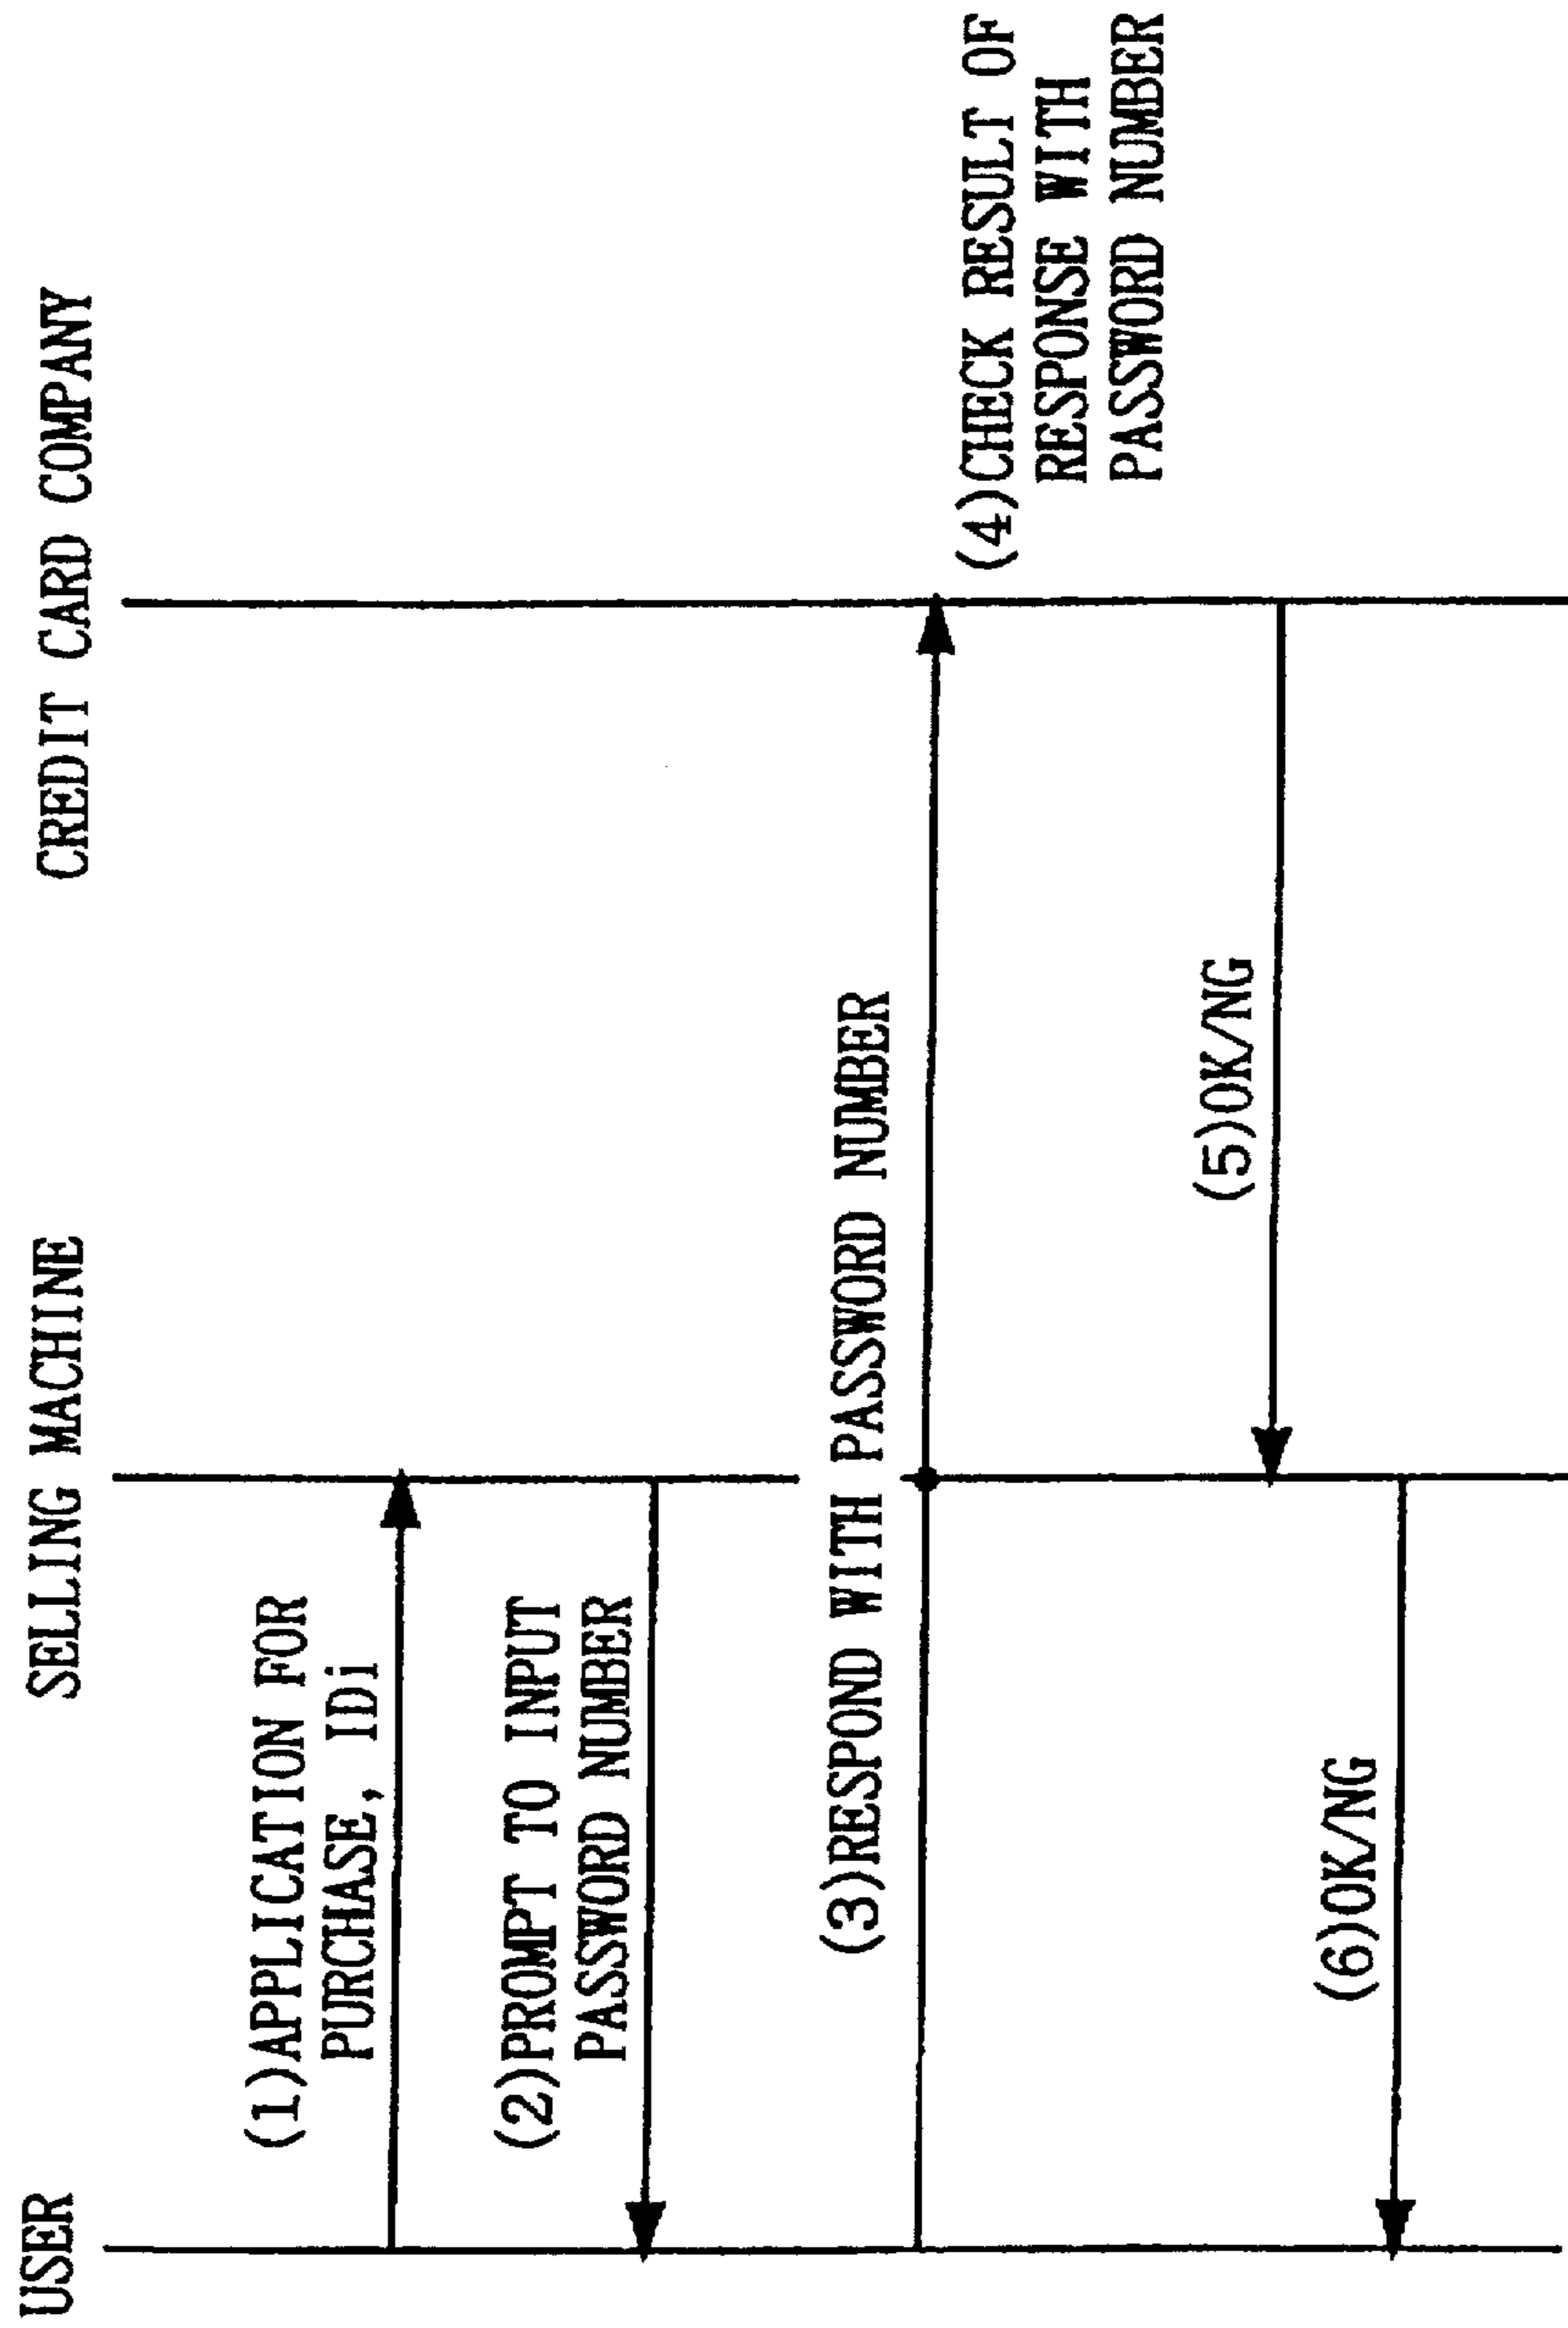 USER
SELLING MACHINE
CREDIT CARD COMPANY
(1)APPLICATION FOR
PURCHASE, IDi
(2)PROMPT TO INPUT
PASSWORD NUMBER
(3)RESPOND WITH PASSWORD NUMBER
(4)CHECK RESULT OF
RESPONSE WITH
PASSWORD NUMBER
(5)OK/NG
(6)OK/NG